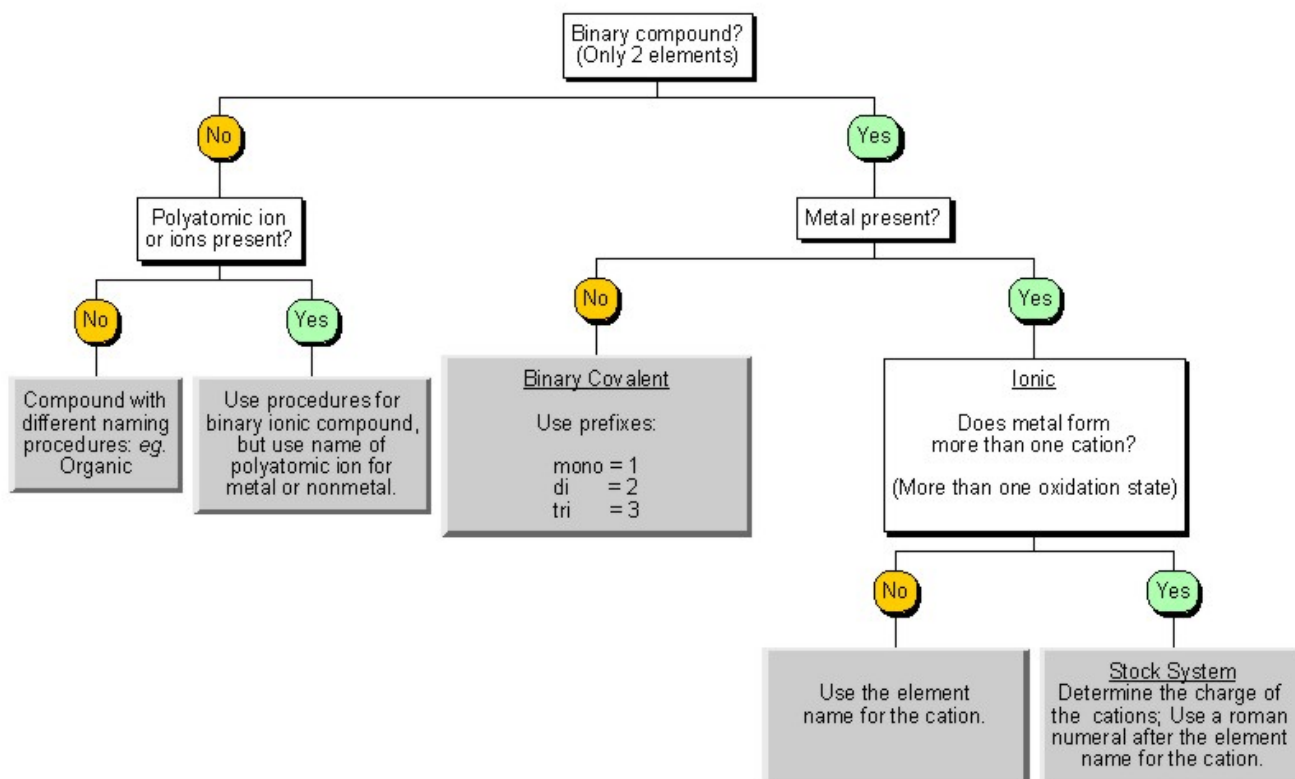 Binary compound?
(Only 2 elements)
No
Yes
Polyatomic ion
or ions present?
Metal present?
No
Yes
No
Yes
Compound with
different naming
procedures: eg.
Organic
Use procedures for
binary ionic compound,
but use name of
polyatomic ion for
metal or nonmetal.
Binary Covalent
Use prefixes:
mono = 1
di = 2
tri = 3
Ionic
Does metal form
more than one cation?
(More than one oxidation state)
No
Yes
Use the element
name for the cation.
Stock System
Determine the charge of
the cations; Use a roman
numeral after the element
name for the cation.